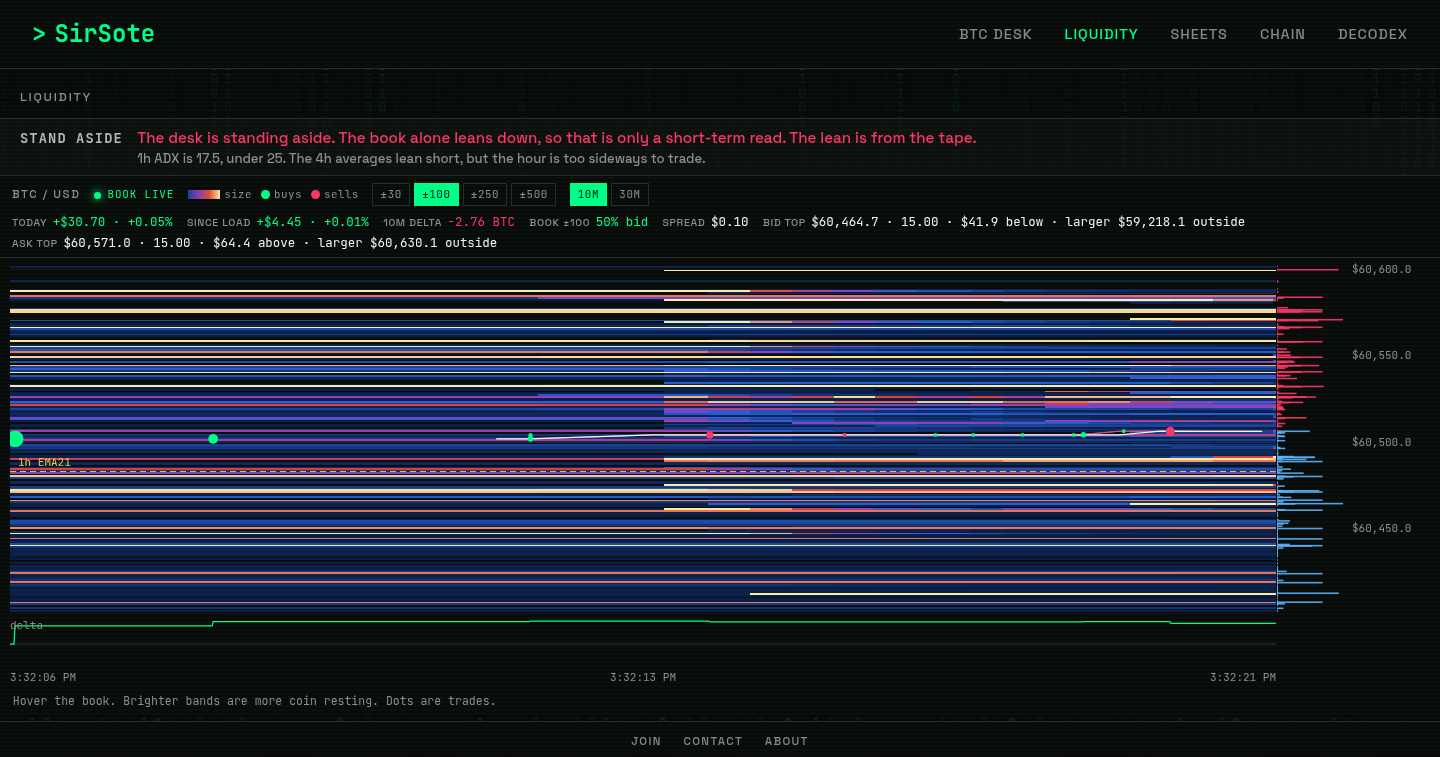 > SirSote
BTC DESK LIQUIDITY SHEETS CHAIN DECODEX
LIQUIDITY
STAND ASIDE The desk is standing aside. The book alone leans down, so that is only a short-term read. The lean is from the tape.
1h ADX is 17.5, under 25. The 4h averages lean short, but the hour is too sideways to trade.
BTC / USD BOOK LIVE size buys sells ±30 ±100 ±250 ±500 10M 30M
TODAY +$30.70 · +0.05% SINCE LOAD +$4.45 · +0.01% 10M DELTA -2.76 BTC BOOK ±100 50% bid SPREAD $0.10 BID TOP $60,464.7 · 15.00 · $41.9 below · larger $59,218.1 outside
ASK TOP $60,571.0 · 15.00 · $64.4 above · larger $60,630.1 outside
$60,600.0
$60,550.0
$60,500.0
1h EMA21
$60,450.0
delta
3:32:06 PM 3:32:13 PM 3:32:21 PM
Hover the book. Brighter bands are more coin resting. Dots are trades.
JOIN CONTACT ABOUT